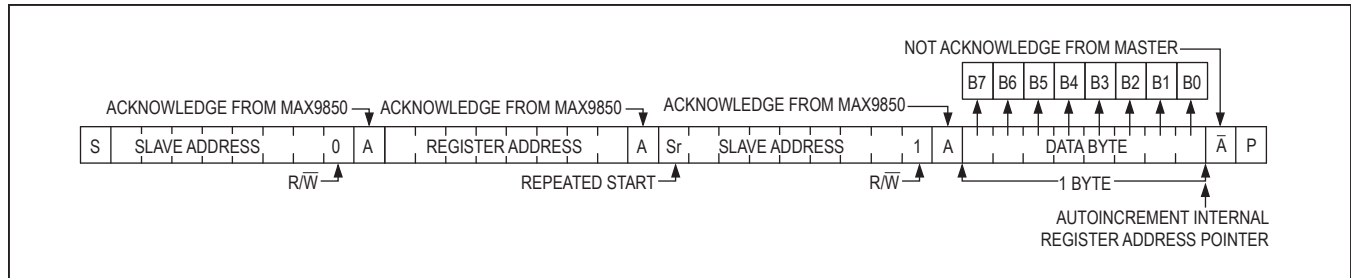 NOT ACKNOWLEDGE FROM MASTER
B7 B6 B5 B4 B3 B2 B1 B0
ACKNOWLEDGE FROM MAX9850 ACKNOWLEDGE FROM MAX9850 ACKNOWLEDGE FROM MAX9850
S SLAVE ADDRESS 0 A REGISTER ADDRESS A Sr SLAVE ADDRESS 1 A DATA BYTE A̅ P
R/W̅ REPEATED START R/W̅ 1 BYTE
AUTOINCREMENT INTERNAL
REGISTER ADDRESS POINTER